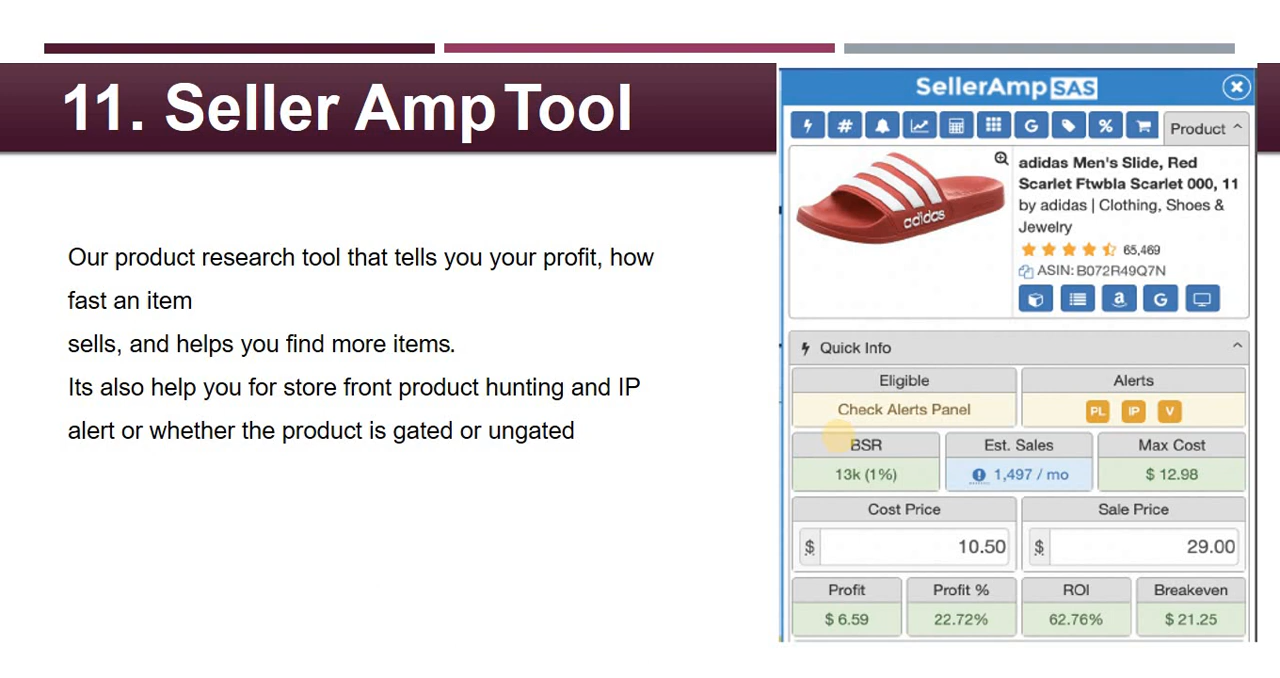 11. Seller Amp Tool
Our product research tool that tells you your profit, how
fast an item
sells, and helps you find more items.
Its also help you for store front product hunting and IP
alert or whether the product is gated or ungated
SellerAmp SAS
Product
adidas Men's Slide, Red
Scarlet Ftwbla Scarlet 000, 11
by adidas | Clothing, Shoes &
Jewelry
65,469
ASIN: B072R49Q7N
adidas
Quick Info
Eligible Alerts
Check Alerts Panel PL IP V
BSR Est. Sales Max Cost
13k (1%) 1,497 / mo $ 12.98
Cost Price Sale Price
$ 10.50 $ 29.00
Profit Profit % ROI Breakeven
$ 6.59 22.72% 62.76% $ 21.25